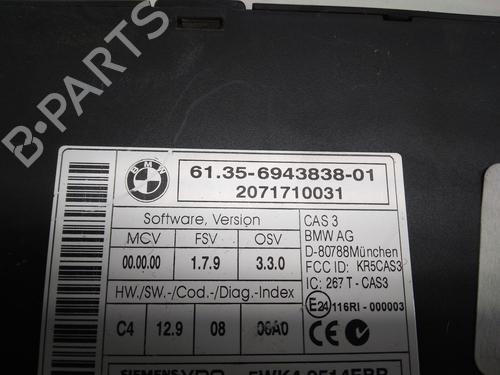 B-PARTS
BMW
61.35-6943838-01
2071710031
Software, Version
MCV FSV OSV
00.00.00 1.7.9 3.3.0
HW./SW.-/Cod.-/Diag.-Index
C4 12.9 08 06A0
CAS 3
BMW AG
D-80788München
FCC ID: KR5CAS3
IC: 267 T - CAS3
E24 116RI - 000003
SIEMENS VDO